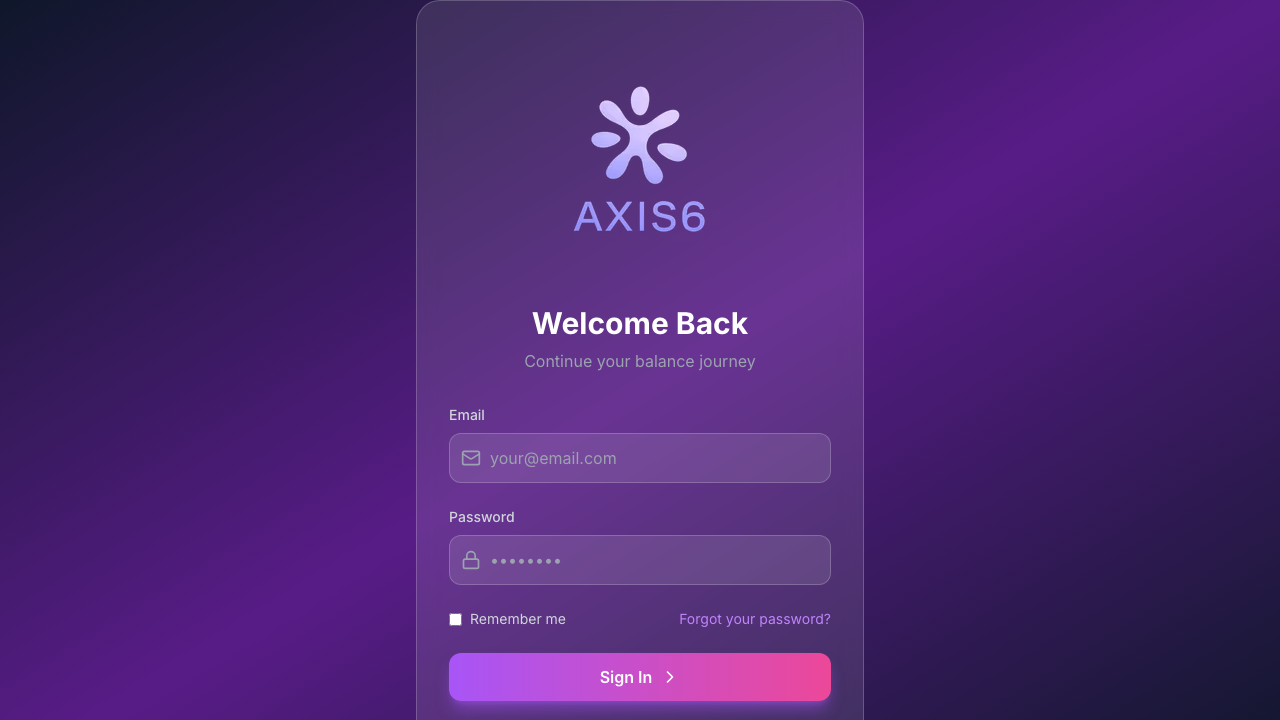 AXIS6
Welcome Back
Continue your balance journey
Email
your@email.com
Password
••••••••
Remember me
Forgot your password?
Sign In